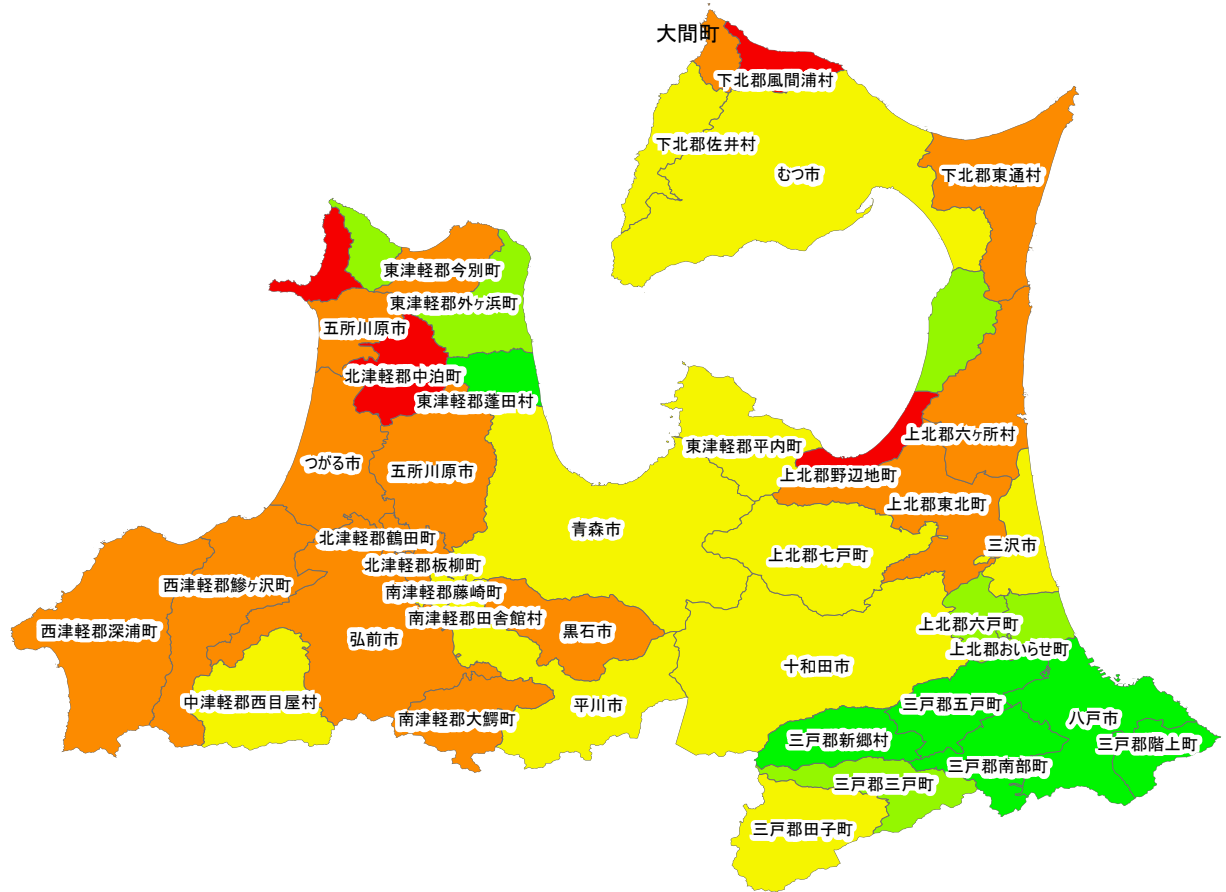 大間町
下北郡風間浦村
下北郡佐井村
むつ市
下北郡東通村
東津軽郡今別町
東津軽郡外ヶ浜町
五所川原市
北津軽郡中泊町
東津軽郡蓬田村
上北郡六ヶ所村
東津軽郡平内町
つがる市
五所川原市
上北郡野辺地町
上北郡東北町
青森市
北津軽郡鶴田町
三沢市
上北郡七戸町
北津軽郡板柳町
西津軽郡鰺ヶ沢町
南津軽郡藤崎町
南津軽郡田舎館村
上北郡六戸町
西津軽郡深浦町
弘前市
黒石市
上北郡おいらせ町
十和田市
中津軽郡西目屋村
平川市
三戸郡五戸町
南津軽郡大鰐町
八戸市
三戸郡新郷村
三戸郡階上町
三戸郡南部町
三戸郡三戸町
三戸郡田子町